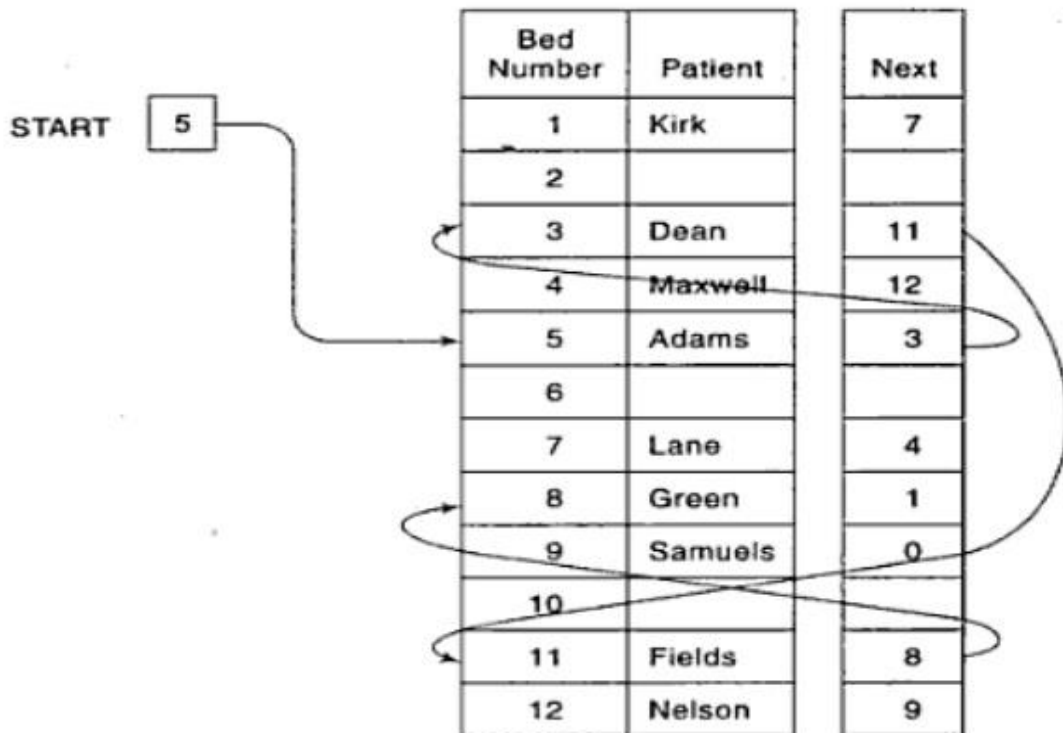 Bed Number Patient Next
START 5
1 Kirk 7
2
3 Dean 11
4 Maxwell 12
5 Adams 3
6
7 Lane 4
8 Green 1
9 Samuels 0
10
11 Fields 8
12 Nelson 9